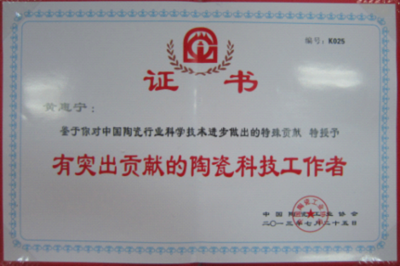 编号：K025
证书
黄惠宁：
鉴于你对中国陶瓷行业科学技术进步做出的特殊贡献 特授予
有突出贡献的陶瓷科技工作者
中国陶瓷工业协会
二〇一三年七月二十五日